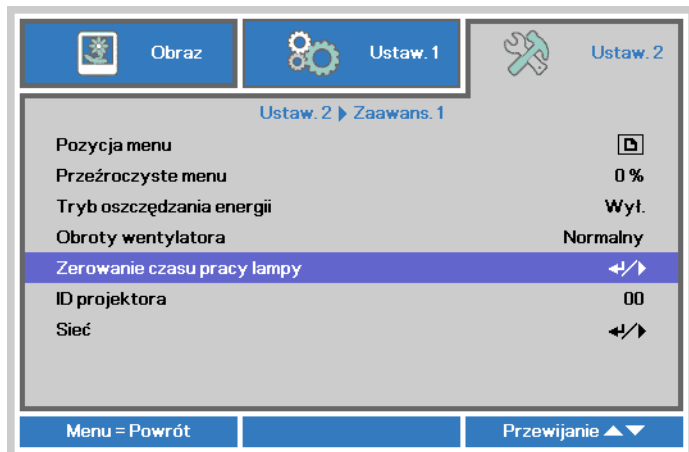 Obraz
Ustaw. 1
Ustaw. 2
Ustaw. 2 Zaawans. 1
Pozycja menu
Przeźroczyste menu 0 %
Tryb oszczędzania energii Wył.
Obroty wentylatora Normalny
Zerowanie czasu pracy lampy
ID projektora 00
Sieć
Menu = Powrót Przewijanie